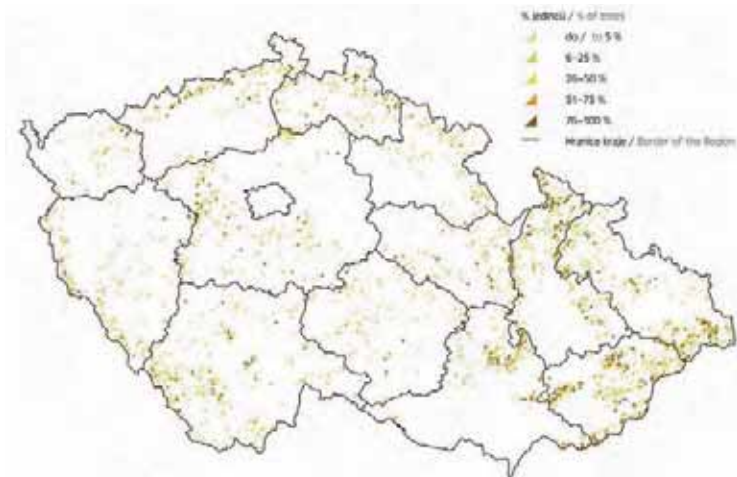 % jedinců / % of trees
do / to 5 %
6–25 %
26–50 %
51–75 %
76–100 %
Hranice kraje / Border of the Region